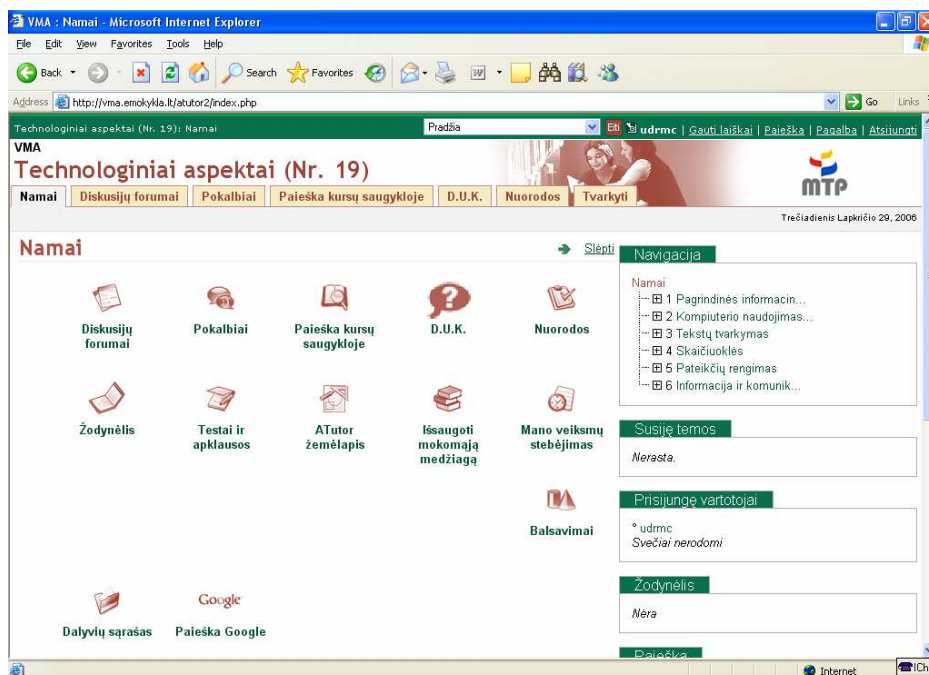 VMA : Namai - Microsoft Internet Explorer
File Edit View Favorites Tools Help
Back Search Favorites
Address http://vma.emokykla.lt/atutor2/index.php Go Links
Technologiniai aspektai (Nr. 19): Namai Pradžia Eiti udrmc | Gauti laiškai | Paieška | Pagalba | Atsijungti
VMA
Technologiniai aspektai (Nr. 19)
mTP
Namai Diskusijų forumai Pokalbiai Paieška kursų saugykloje D.U.K. Nuorodos Tvarkyti
Trečiadienis Lapkričio 29, 2006
Namai Slėpti
Diskusijų forumai
Pokalbiai
Paieška kursų saugykloje
D.U.K.
Nuorodos
Žodynėlis
Testai ir apklausos
ATutor žemėlapis
Išsaugoti mokomąją medžiagą
Mano veiksmų stebėjimas
Balsavimai
Dalyvių sąrašas
Google
Paieška Google
Navigacija
Namai
1 Pagrindinės informacin...
2 Kompiuterio naudojimas...
3 Tekstų tvarkymas
4 Skaičiuoklės
5 Pateikčių rengimas
6 Informacija ir komunik...
Susiję temos
Nerasta.
Prisijungę vartotojai
° udrmc
Svečiai nerodomi
Žodynėlis
Nėra
Paieška
Internet
ICh